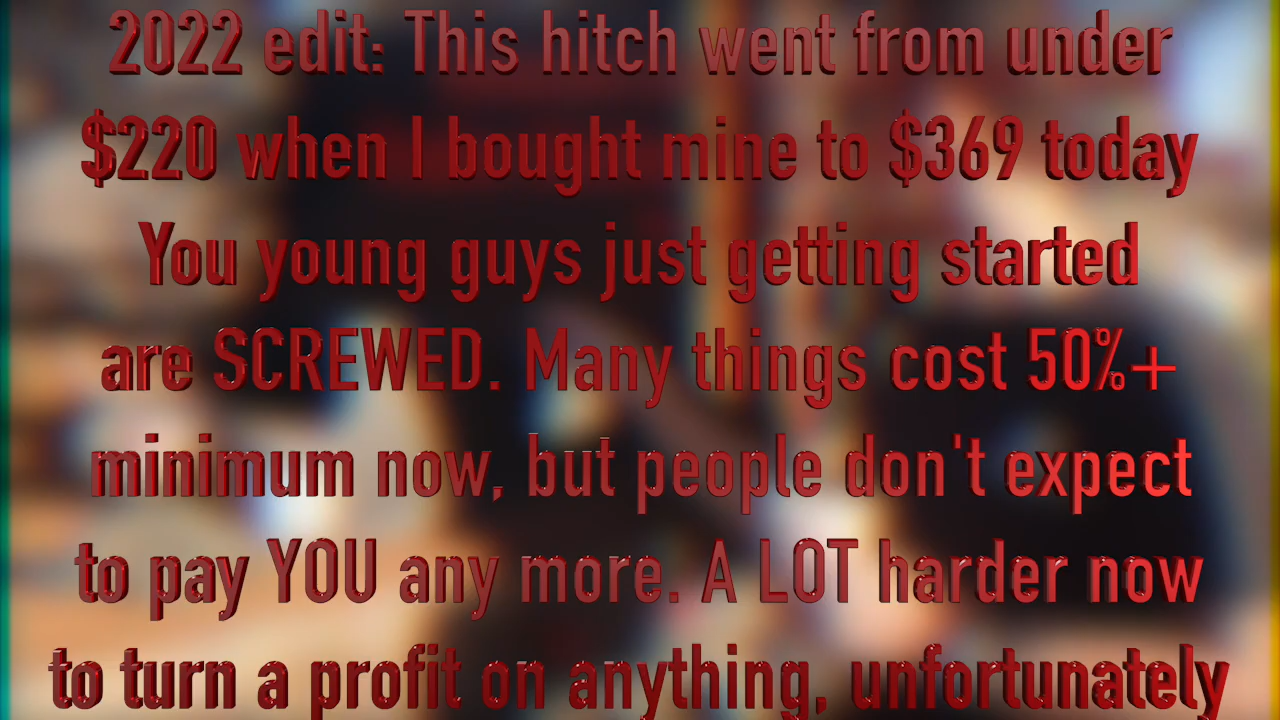 2022 edit: This hitch went from under
$220 when I bought mine to $369 today
You young guys just getting started
are SCREWED. Many things cost 50%+
minimum now, but people don't expect
to pay YOU any more. A LOT harder now
to turn a profit on anything, unfortunately